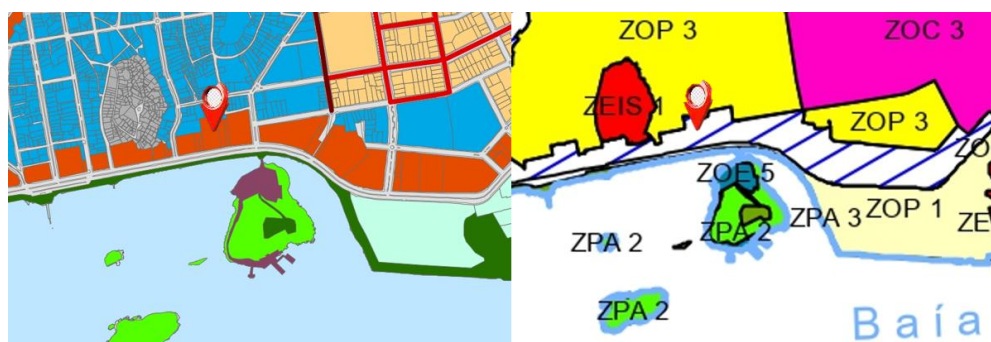 ZOP 3
ZOC 3
ZEIS 1
ZOP 3
ZOE 5
ZPA 3
ZOP 1
ZPA 2
ZPA 2
ZPA 2
Baía